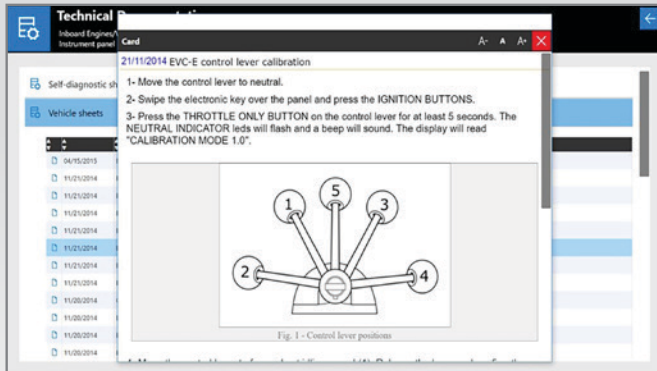 Technical
Inboard Engines/
Instrument panel
Card
A- A A+
21/11/2014 EVC-E control lever calibration
1- Move the control lever to neutral.
2- Swipe the electronic key over the panel and press the IGNITION BUTTONS.
3- Press the THROTTLE ONLY BUTTON on the control lever for at least 5 seconds. The
NEUTRAL INDICATOR leds will flash and a beep will sound. The display will read
"CALIBRATION MODE 1.0".
1
5
3
2
4
Fig. 1 - Control lever positions
Self-diagnostic sh
Vehicle sheets
04/15/2015
11/21/2014
11/21/2014
11/21/2014
11/21/2014
11/21/2014
11/21/2014
11/21/2014
11/20/2014
11/20/2014
11/20/2014
11/20/2014